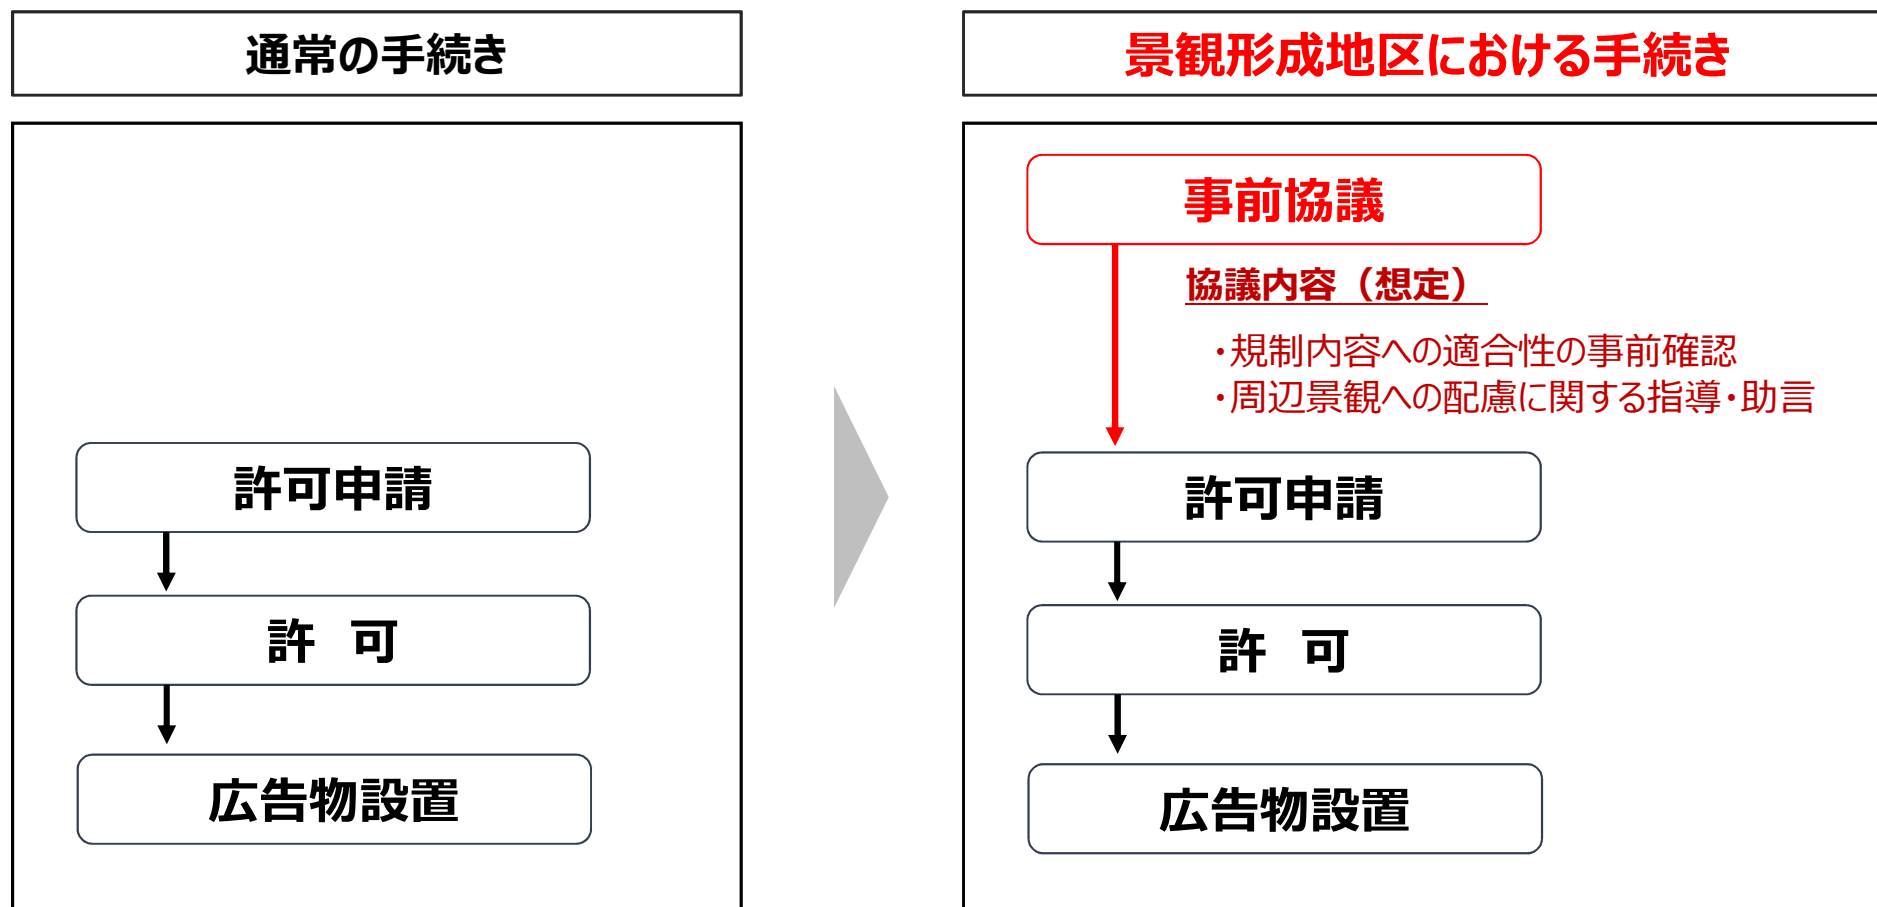 通常の手続き
許可申請
許　可
広告物設置
景観形成地区における手続き
事前協議
協議内容（想定）
・規制内容への適合性の事前確認
・周辺景観への配慮に関する指導・助言
許可申請
許　可
広告物設置